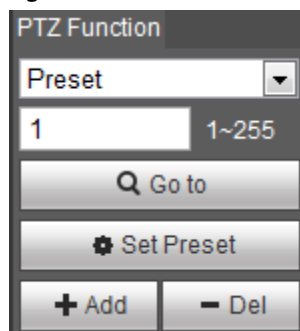 PTZ Function
Preset
1 1~255
Go to
Set Preset
Add Del